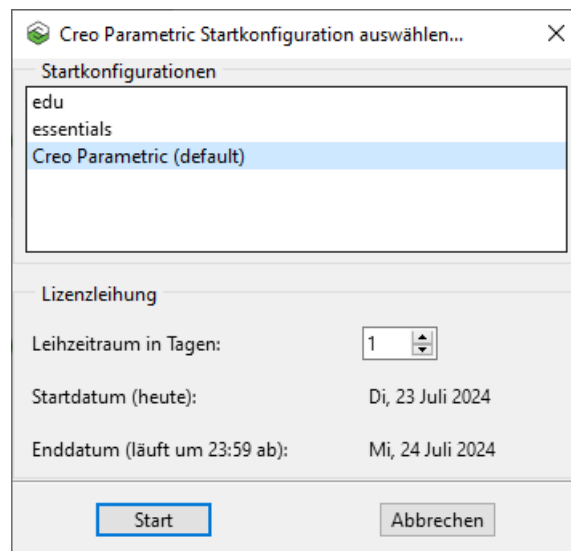 Creo Parametric Startkonfiguration auswählen...
Startkonfigurationen
edu
essentials
Creo Parametric (default)
Lizenzleihung
Leihzeitraum in Tagen: 1
Startdatum (heute): Di, 23 Juli 2024
Enddatum (läuft um 23:59 ab): Mi, 24 Juli 2024
Start Abbrechen